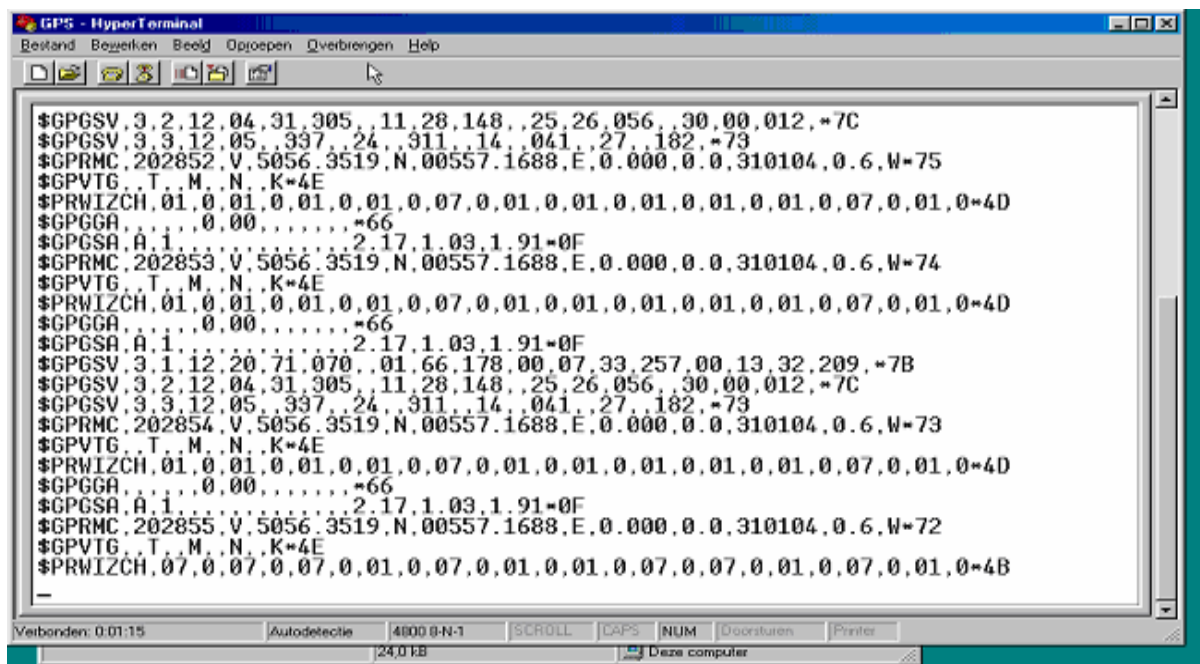 GPS - HyperTerminal
Bestand Bewerken Beeld Oproepen Overbrengen Help
$GPGSV,3,2,12,04,31,305,,11,28,148,,25,26,056,,30,00,012,*7C
$GPGSV,3,3,12,05,,337,,24,,311,,14,,041,,27,,182,*73
$GPRMC,202852,V,5056.3519,N,00557.1688,E,0.000,0.0,310104,0.6,W*75
$GPVTG,,T,,M,,N,,K*4E
$PRWIZCH,01,0,01,0,01,0,01,0,07,0,01,0,01,0,01,0,01,0,01,0,07,0,01,0*4D
$GPGGA,,,,,,0,00,,,,,,,*66
$GPGSA,A,1,,,,,,,,,,,,,2.17,1.03,1.91*0F
$GPRMC,202853,V,5056.3519,N,00557.1688,E,0.000,0.0,310104,0.6,W*74
$GPVTG,,T,,M,,N,,K*4E
$PRWIZCH,01,0,01,0,01,0,01,0,07,0,01,0,01,0,01,0,01,0,01,0,07,0,01,0*4D
$GPGGA,,,,,,0,00,,,,,,,*66
$GPGSA,A,1,,,,,,,,,,,,,2.17,1.03,1.91*0F
$GPGSV,3,1,12,20,71,070,,01,66,178,00,07,33,257,00,13,32,209,*7B
$GPGSV,3,2,12,04,31,305,,11,28,148,,25,26,056,,30,00,012,*7C
$GPGSV,3,3,12,05,,337,,24,,311,,14,,041,,27,,182,*73
$GPRMC,202854,V,5056.3519,N,00557.1688,E,0.000,0.0,310104,0.6,W*73
$GPVTG,,T,,M,,N,,K*4E
$PRWIZCH,01,0,01,0,01,0,01,0,07,0,01,0,01,0,01,0,01,0,01,0,07,0,01,0*4D
$GPGGA,,,,,,0,00,,,,,,,*66
$GPGSA,A,1,,,,,,,,,,,,,2.17,1.03,1.91*0F
$GPRMC,202855,V,5056.3519,N,00557.1688,E,0.000,0.0,310104,0.6,W*72
$GPVTG,,T,,M,,N,,K*4E
$PRWIZCH,07,0,07,0,07,0,01,0,07,0,01,0,01,0,07,0,07,0,01,0,07,0,01,0*4B
_
Verbonden: 0:01:15 Autodetectie 4800 8-N-1 SCROLL CAPS NUM Doorsturen Printer
24,0 kB Deze computer